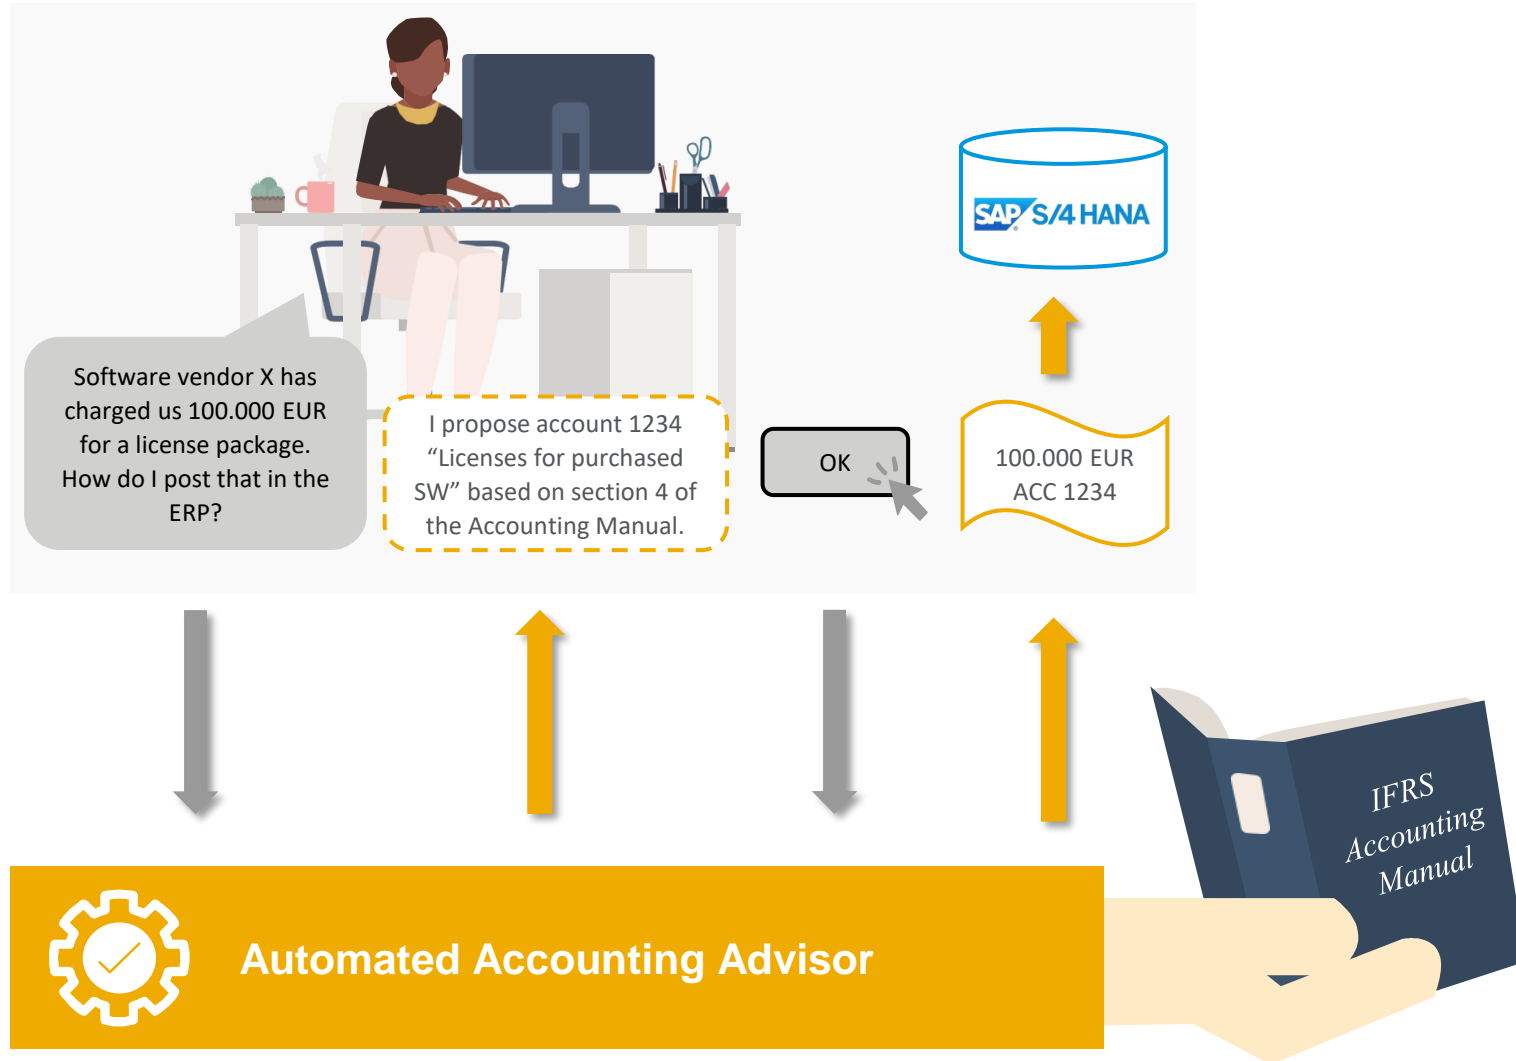 SAP S/4HANA
Software vendor X has
charged us 100.000 EUR
for a license package.
How do I post that in the
ERP?
I propose account 1234
“Licenses for purchased
SW” based on section 4 of
the Accounting Manual.
OK
100.000 EUR
ACC 1234
IFRS
Accounting
Manual
Automated Accounting Advisor